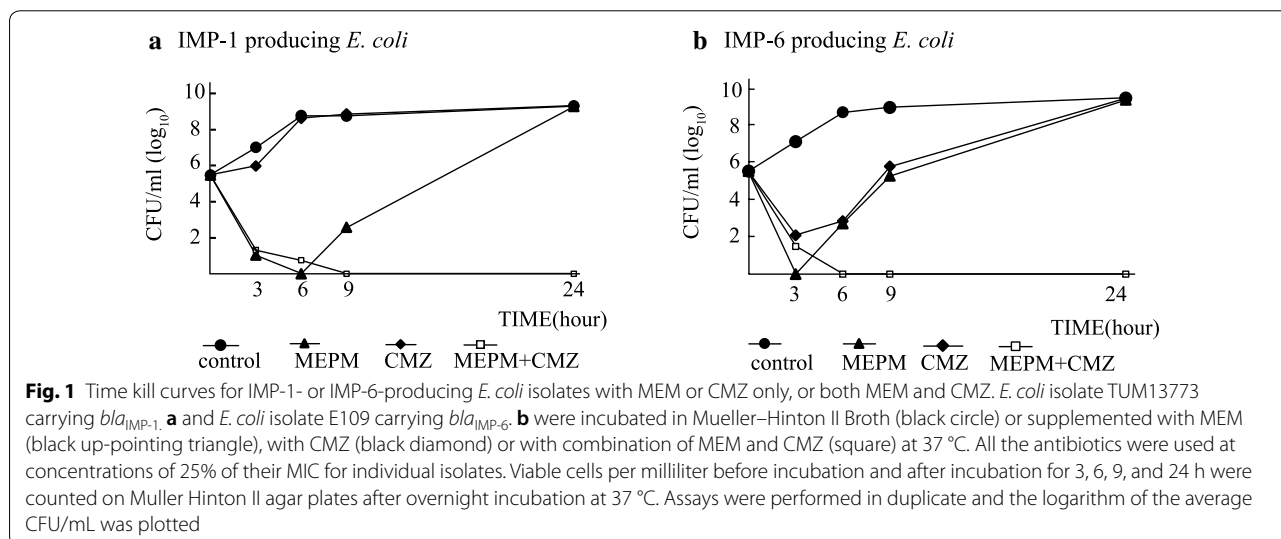 a IMP-1 producing E. coli
b IMP-6 producing E. coli
CFU/ml (log10)
10
8
6
4
2
3
6
9
24
TIME(hour)
CFU/ml (log10)
10
8
6
4
2
3
6
9
24
TIME(hour)
control MEPM CMZ MEPM+CMZ
control MEPM CMZ MEPM+CMZ
Fig. 1 Time kill curves for IMP-1- or IMP-6-producing E. coli isolates with MEM or CMZ only, or both MEM and CMZ. E. coli isolate TUM13773
carrying blaIMP-1. a and E. coli isolate E109 carrying blaIMP-6. b were incubated in Mueller–Hinton II Broth (black circle) or supplemented with MEM
(black up-pointing triangle), with CMZ (black diamond) or with combination of MEM and CMZ (square) at 37 °C. All the antibiotics were used at
concentrations of 25% of their MIC for individual isolates. Viable cells per milliliter before incubation and after incubation for 3, 6, 9, and 24 h were
counted on Muller Hinton II agar plates after overnight incubation at 37 °C. Assays were performed in duplicate and the logarithm of the average
CFU/mL was plotted